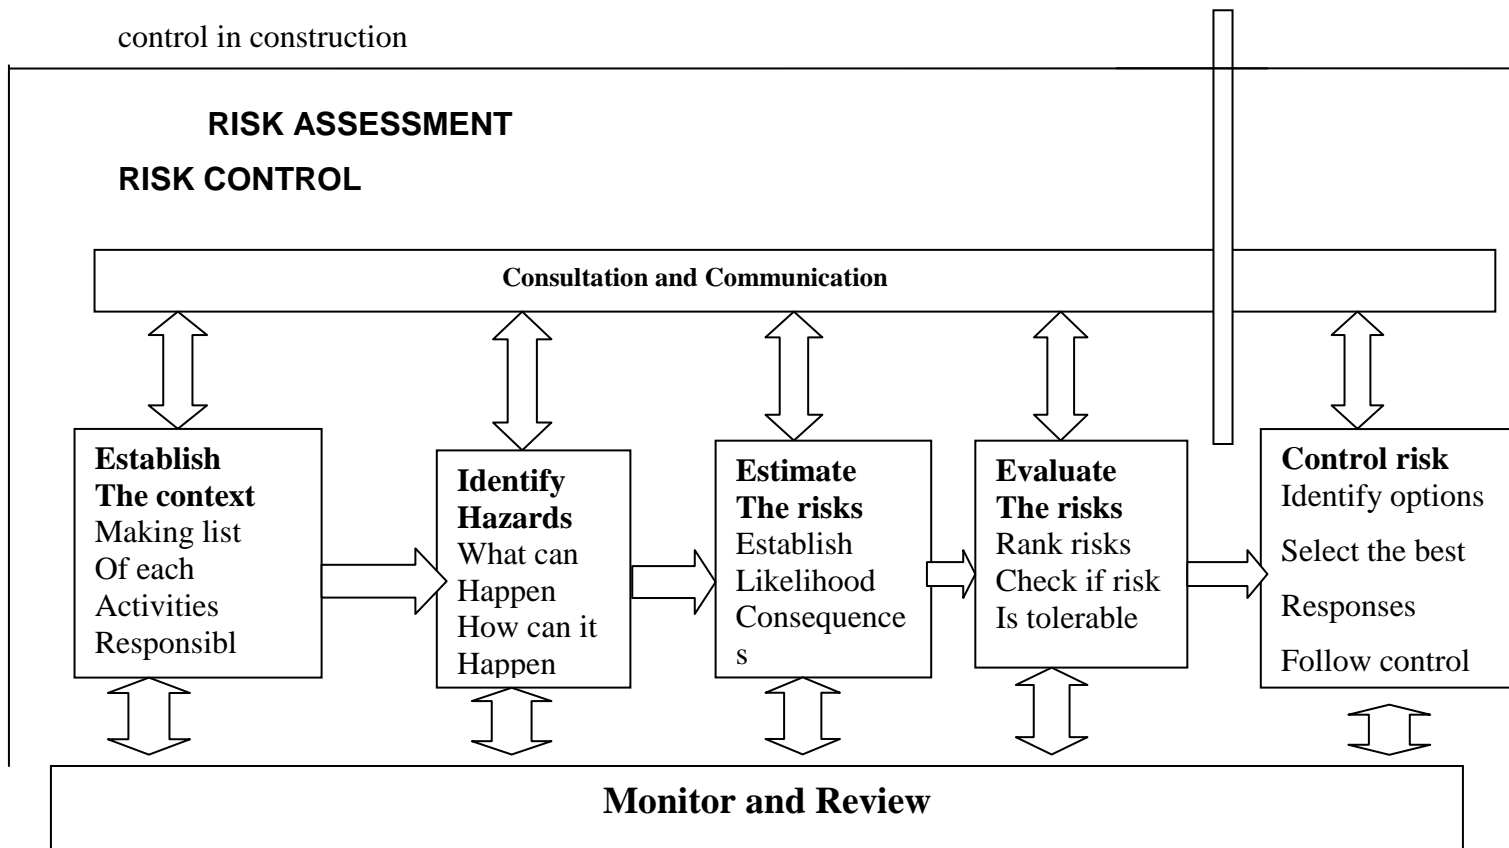 control in construction
RISK ASSESSMENT
RISK CONTROL
Consultation and Communication
Establish
The context
Making list
Of each
Activities
Responsibl
Identify
Hazards
What can
Happen
How can it
Happen
Estimate
The risks
Establish
Likelihood
Consequence
s
Evaluate
The risks
Rank risks
Check if risk
Is tolerable
Control risk
Identify options
Select the best
Responses
Follow control
Monitor and Review